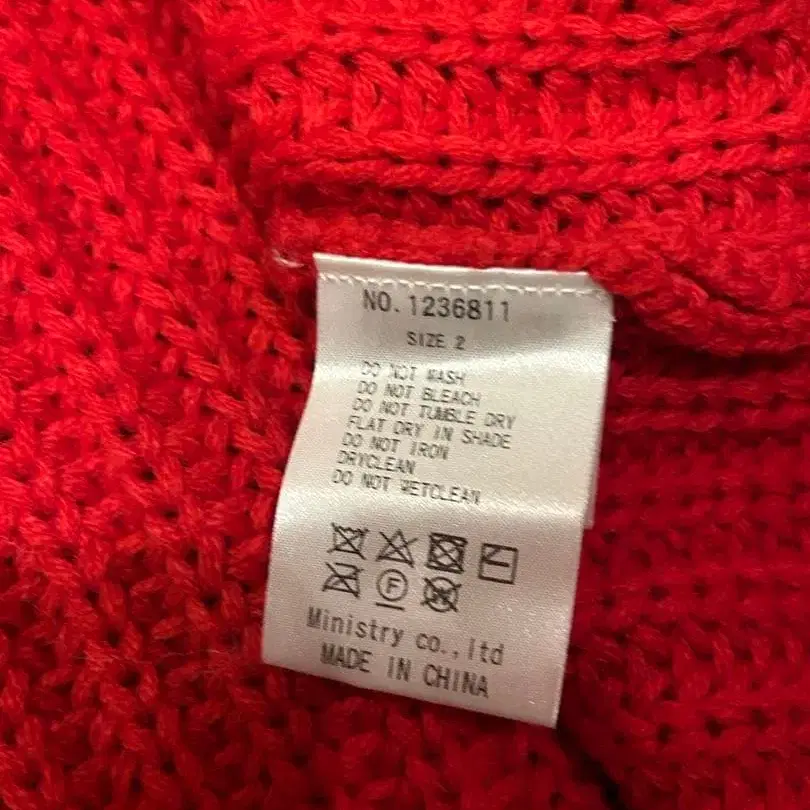 NO. 1236811
SIZE 2
DO NOT WASH
DO NOT BLEACH
DO NOT TUMBLE DRY
FLAT DRY IN SHADE
DO NOT IRON
DRYCLEAN
DO NOT WETCLEAN
F
Ministry co., ltd
MADE IN CHINA